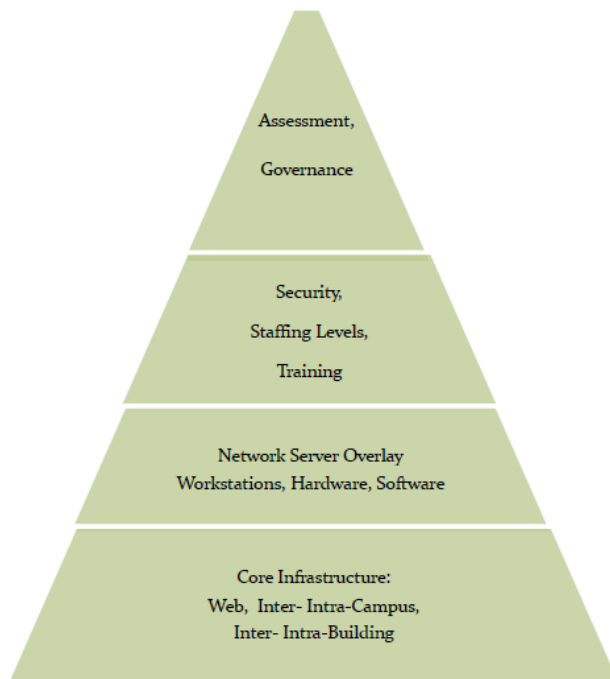 Assessment,
Governance
Security,
Staffing Levels,
Training
Network Server Overlay
Workstations, Hardware, Software
Core Infrastructure:
Web, Inter- Intra-Campus,
Inter- Intra-Building